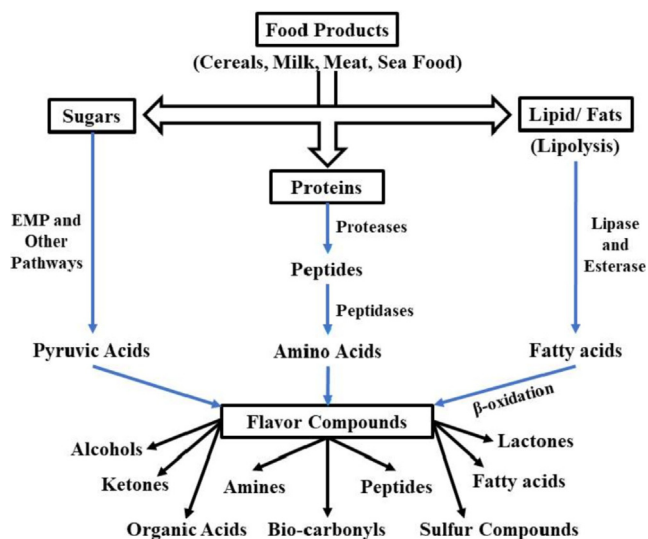 Food Products
(Cereals, Milk, Meat, Sea Food)
Sugars
Lipid/ Fats
(Lipolysis)
Proteins
EMP and
Other
Pathways
Proteases
Lipase
and
Esterase
Peptides
Peptidases
Pyruvic Acids
Amino Acids
Fatty acids
β-oxidation
Flavor Compounds
Alcohols
Lactones
Ketones
Amines
Peptides
Fatty acids
Organic Acids
Bio-carbonyls
Sulfur Compounds